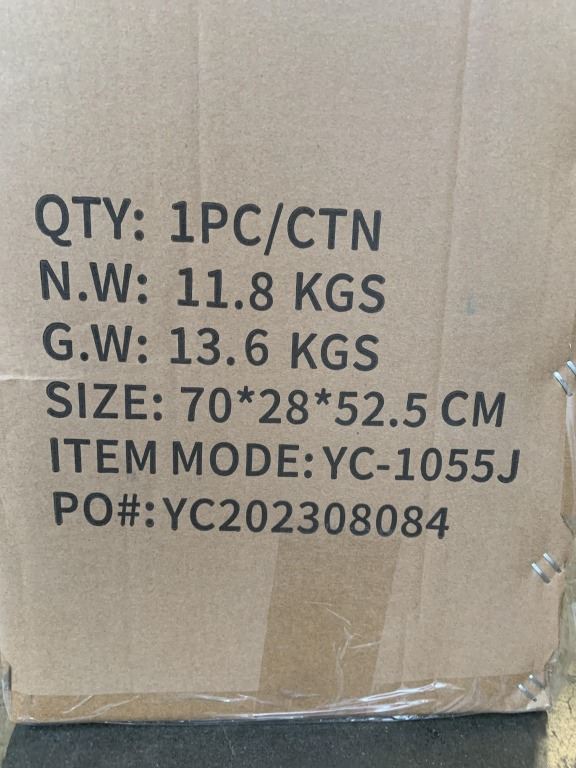 QTY: 1PC/CTN
N.W: 11.8 KGS
G.W: 13.6 KGS
SIZE: 70*28*52.5 CM
ITEM MODE: YC-1055J
PO#: YC202308084